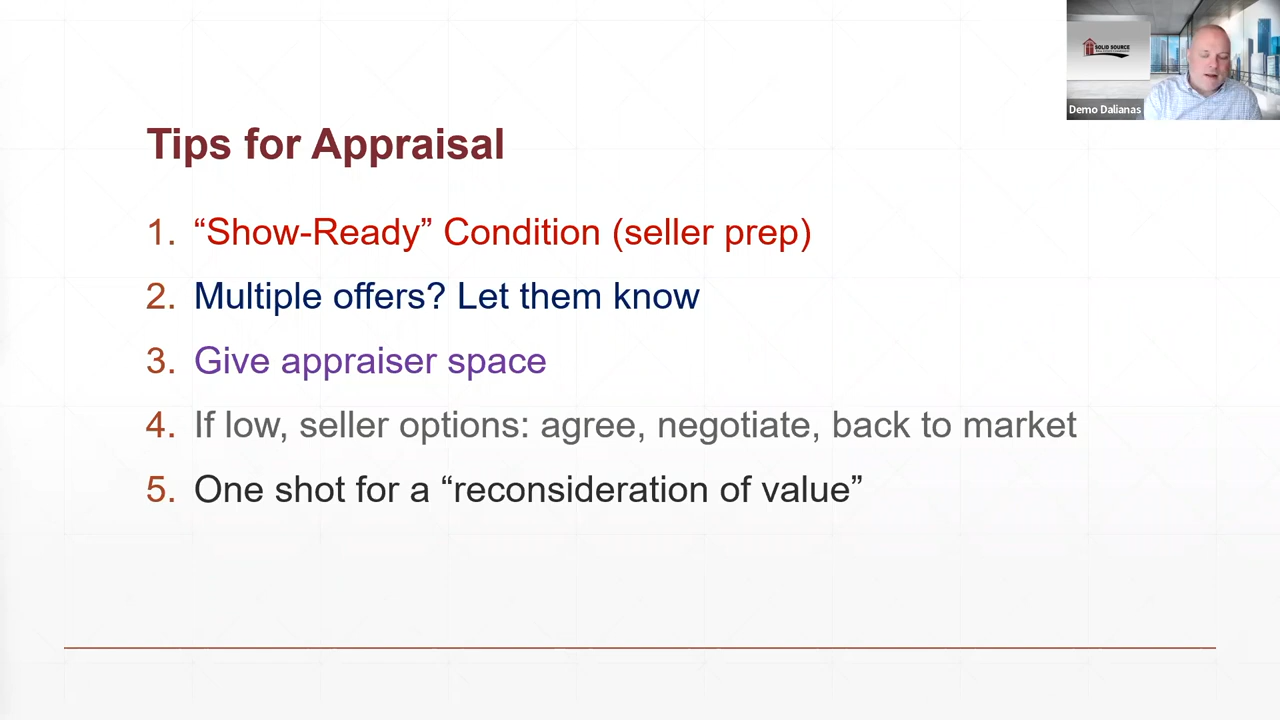 SOLID SOURCE
Demo Dalianas
Tips for Appraisal
1. “Show-Ready” Condition (seller prep)
2. Multiple offers? Let them know
3. Give appraiser space
4. If low, seller options: agree, negotiate, back to market
5. One shot for a “reconsideration of value”